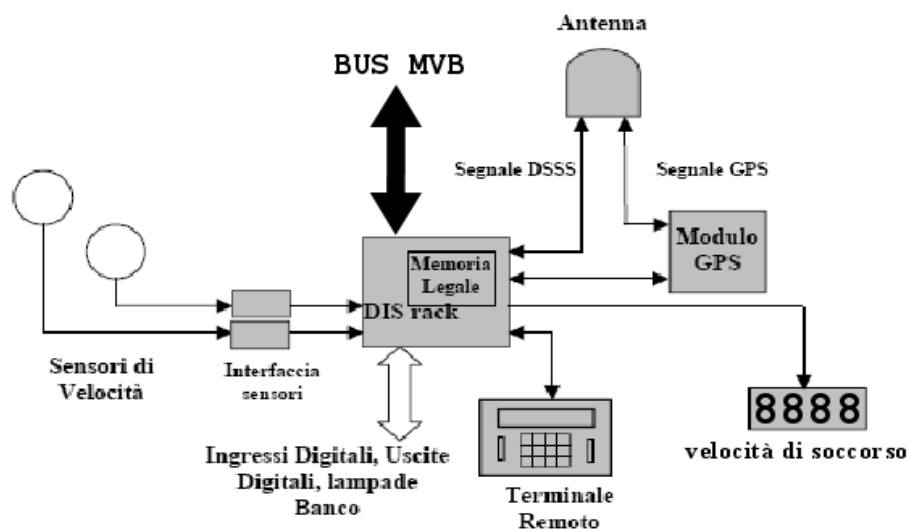 Antenna
BUS MVB
Segnale DSSS
Segnale GPS
Memoria
Legale
DIS rack
Modulo
GPS
Sensori di
Velocità
Interfaccia
sensori
8888
velocità di soccorso
Ingressi Digitali, Uscite
Digitali, lampade
Banco
Terminale
Remoto